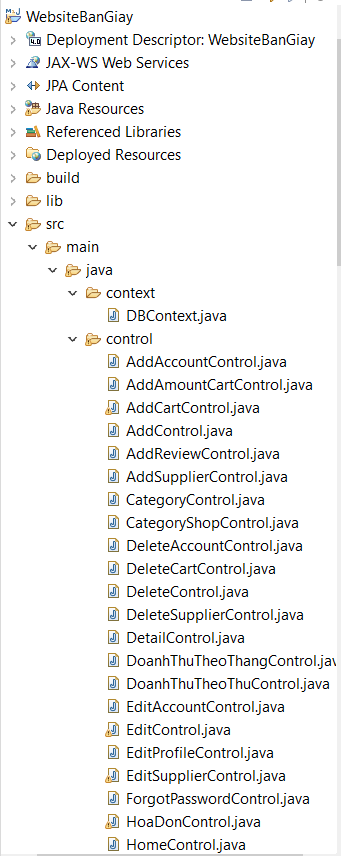 WebsiteBanGiay
Deployment Descriptor: WebsiteBanGiay
JAX-WS Web Services
JPA Content
Java Resources
Referenced Libraries
Deployed Resources
build
lib
src
main
java
context
DBContext.java
control
AddAccountControl.java
AddAmountCartControl.java
AddCartControl.java
AddControl.java
AddReviewControl.java
AddSupplierControl.java
CategoryControl.java
CategoryShopControl.java
DeleteAccountControl.java
DeleteCartControl.java
DeleteControl.java
DeleteSupplierControl.java
DetailControl.java
DoanhThuTheoThangControl.jav
DoanhThuTheoThuControl.java
EditAccountControl.java
EditControl.java
EditProfileControl.java
EditSupplierControl.java
ForgotPasswordControl.java
HoaDonControl.java
HomeControl.java